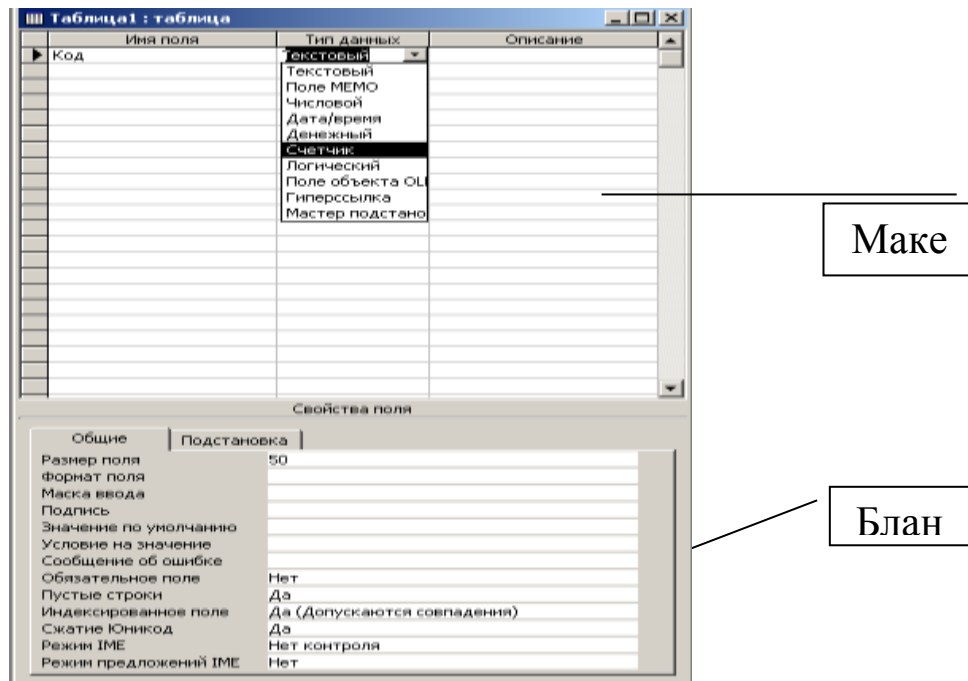 Таблица1 : таблица
Имя поля Тип данных Описание
Код Текстовый
Текстовый
Поле MEMO
Числовой
Дата/время
Денежный
Счетчик
Логический
Поле объекта OLI
Гиперссылка
Мастер подстано
Маке
Свойства поля
Общие Подстановка
Размер поля 50
Формат поля
Маска ввода
Подпись
Значение по умолчанию
Условие на значение
Сообщение об ошибке
Обязательное поле Нет
Пустые строки Да
Индексированное поле Да (Допускаются совпадения)
Сжатие Юникод Да
Режим IME Нет контроля
Режим предложений IME Нет
Блан